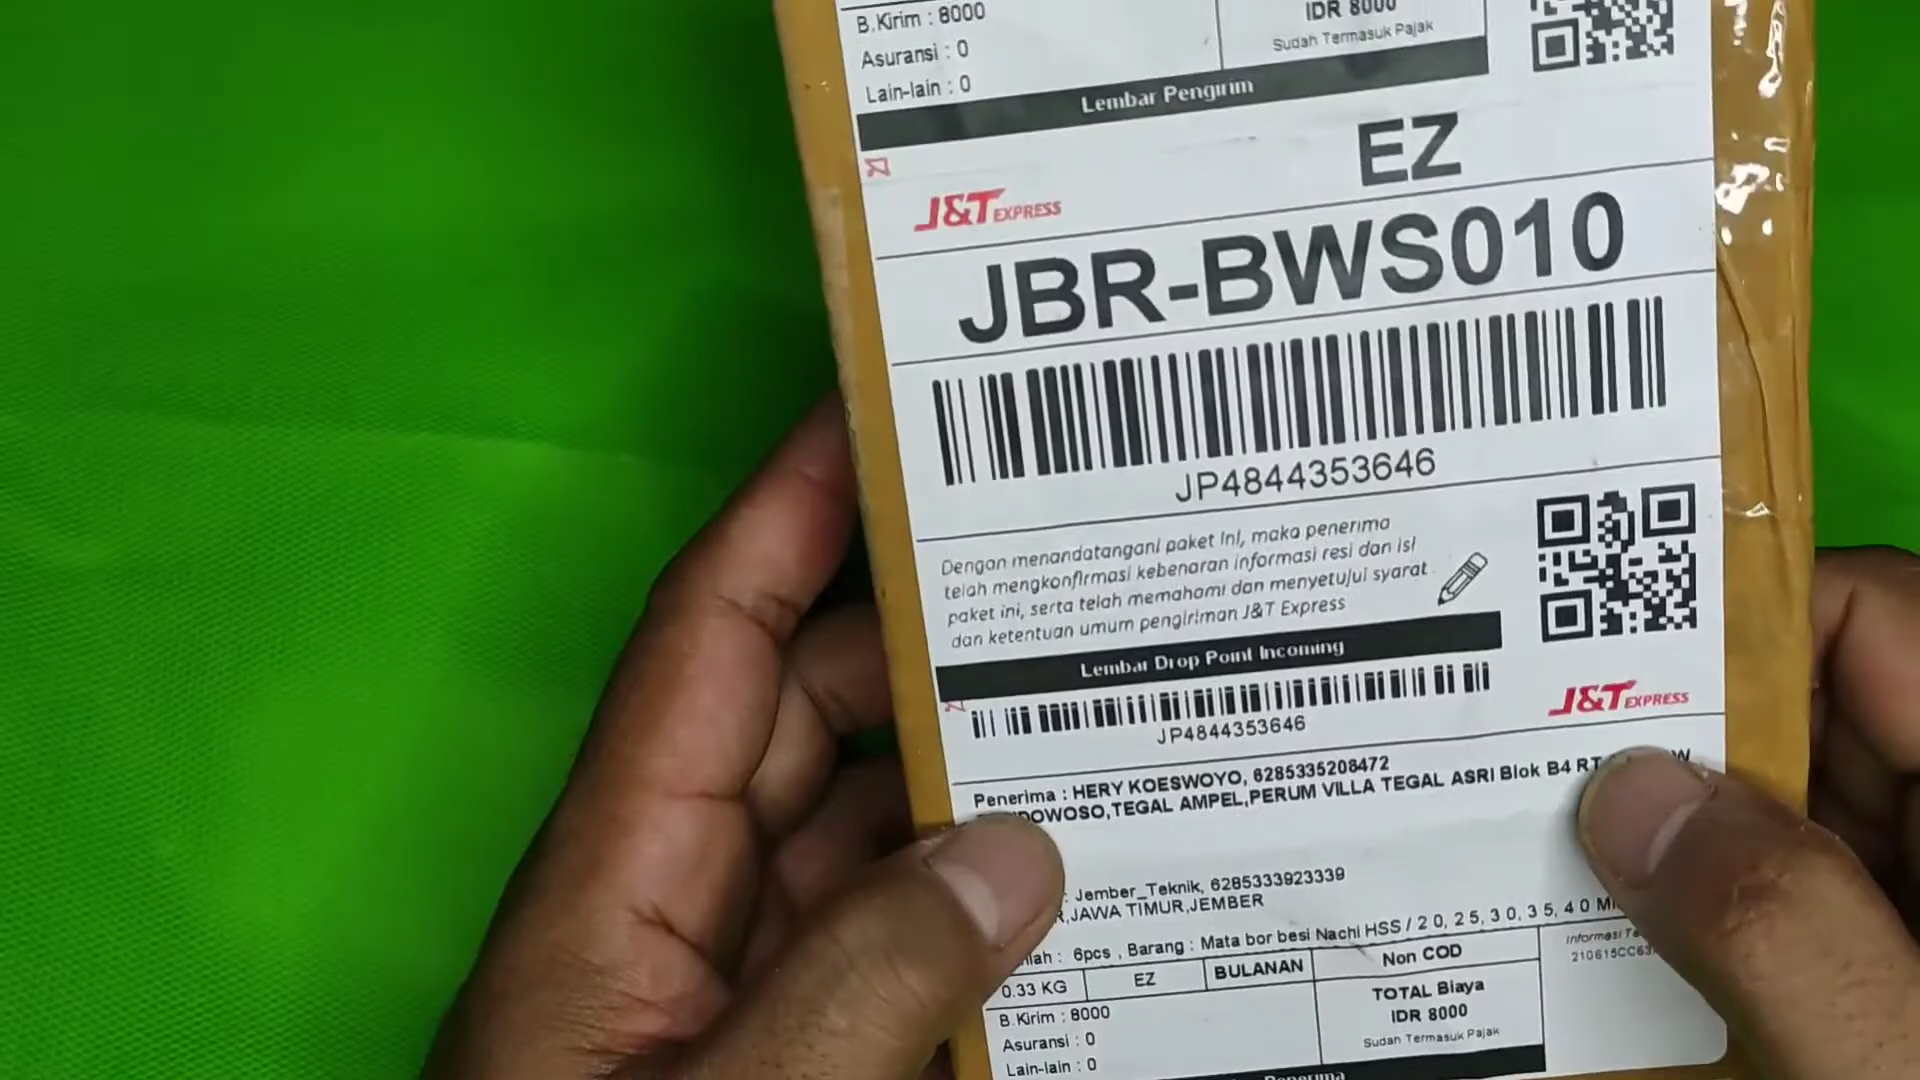 B.Kirim : 8000
Asuransi : 0
Lain-lain : 0
IDR 8000
Sudah Termasuk Pajak
Lembar Pengirim
EZ
J&T EXPRESS
JBR-BWS010
JP4844353646
Dengan menandatangani paket ini, maka penerima
telah mengkonfirmasi kebenaran informasi resi dan isi
paket ini, serta telah memahami dan menyetujui syarat
dan ketentuan umum pengiriman J&T Express
Lembar Drop Point Incoming
JP4844353646
J&T EXPRESS
Penerima : HERY KOESWOYO, 6285335208472
DOWOSO,TEGAL AMPEL,PERUM VILLA TEGAL ASRI Blok B4 RT
: Jember_Teknik, 6285333923339
R,JAWA TIMUR,JEMBER
: 6pcs , Barang : Mata bor besi Nachi HSS / 2 0, 2 5, 3 0, 3 5, 4 0
Informasi
210615CC63
0.33 KG EZ BULANAN Non COD
B.Kirim : 8000
Asuransi : 0
Lain-lain : 0
TOTAL Biaya
IDR 8000
Sudah Termasuk Pajak